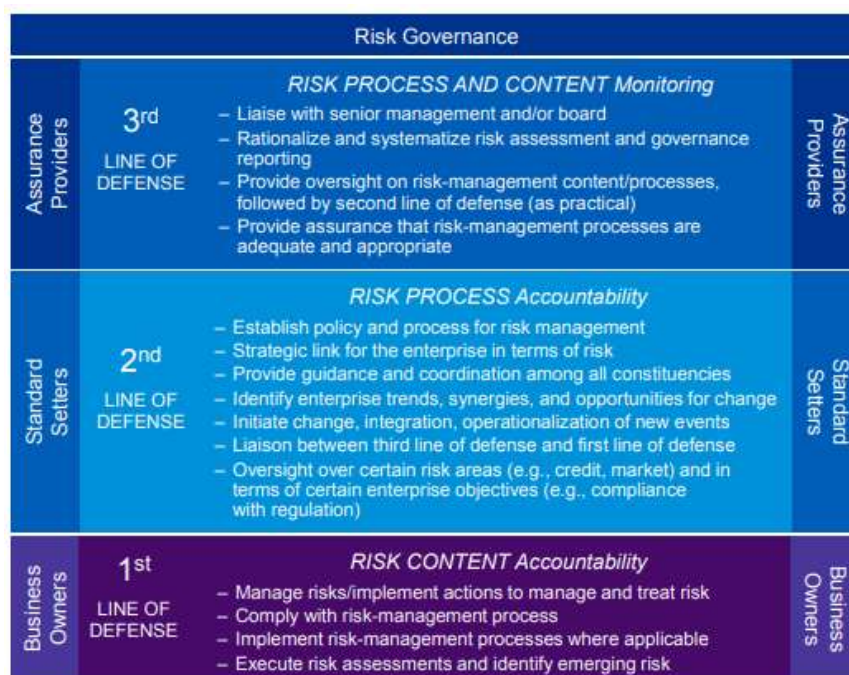 Risk Governance
Assurance
Providers
3rd
LINE OF
DEFENSE
RISK PROCESS AND CONTENT Monitoring
– Liaise with senior management and/or board
– Rationalize and systematize risk assessment and governance
reporting
– Provide oversight on risk-management content/processes,
followed by second line of defense (as practical)
– Provide assurance that risk-management processes are
adequate and appropriate
Assurance
Providers
Standard
Setters
2nd
LINE OF
DEFENSE
RISK PROCESS Accountability
– Establish policy and process for risk management
– Strategic link for the enterprise in terms of risk
– Provide guidance and coordination among all constituencies
– Identify enterprise trends, synergies, and opportunities for change
– Initiate change, integration, operationalization of new events
– Liaison between third line of defense and first line of defense
– Oversight over certain risk areas (e.g., credit, market) and in
terms of certain enterprise objectives (e.g., compliance
with regulation)
Standard
Setters
Business
Owners
1st
LINE OF
DEFENSE
RISK CONTENT Accountability
– Manage risks/implement actions to manage and treat risk
– Comply with risk-management process
– Implement risk-management processes where applicable
– Execute risk assessments and identify emerging risk
Business
Owners